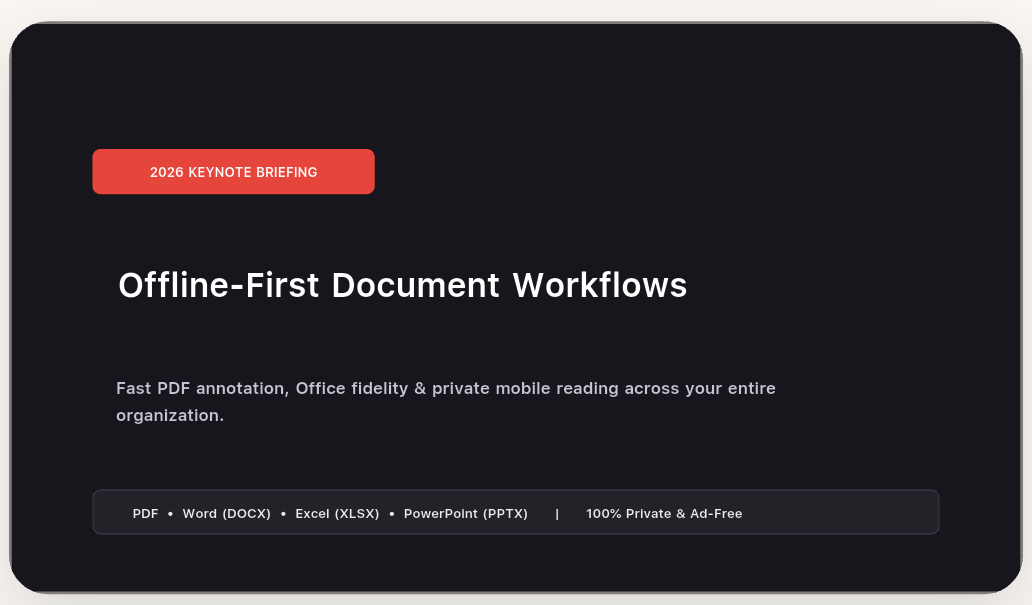 2026 KEYNOTE BRIEFING
Offline-First Document Workflows
Fast PDF annotation, Office fidelity & private mobile reading across your entire
organization.
PDF • Word (DOCX) • Excel (XLSX) • PowerPoint (PPTX) | 100% Private & Ad-Free